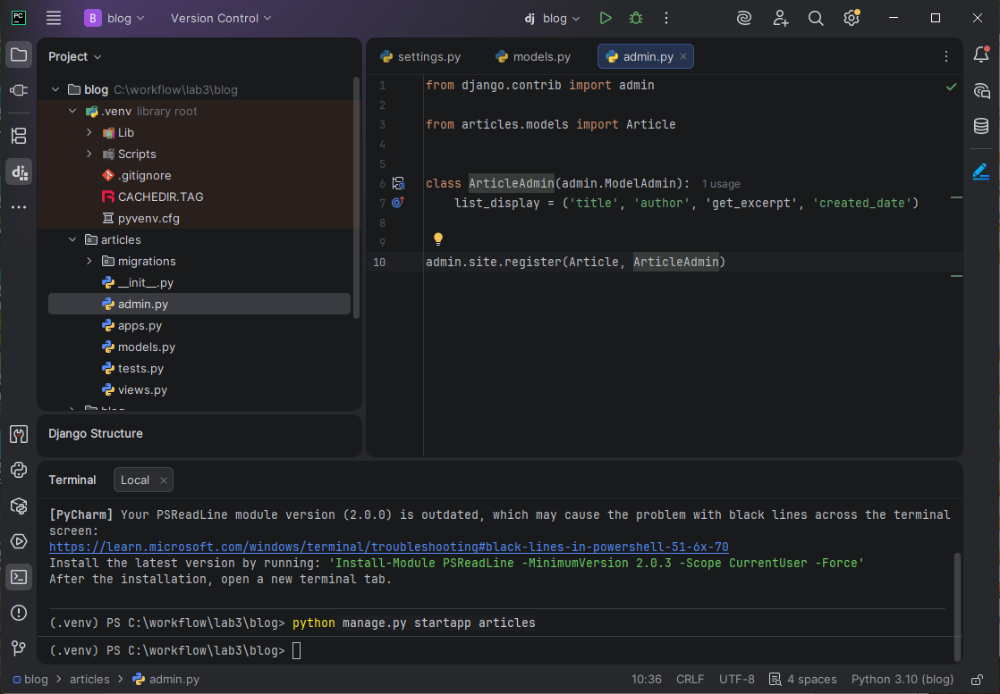 PC
B blog
Version Control
dj blog
Project
settings.py
models.py
admin.py
blog C:\workflow\lab3\blog
.venv library root
Lib
Scripts
.gitignore
CACHEDIR.TAG
pyvenv.cfg
articles
migrations
__init__.py
admin.py
apps.py
models.py
tests.py
views.py
1 from django.contrib import admin
2
3 from articles.models import Article
4
5
6 class ArticleAdmin(admin.ModelAdmin): 1 usage
7 list_display = ('title', 'author', 'get_excerpt', 'created_date')
8
9
10 admin.site.register(Article, ArticleAdmin)
dj
Django Structure
Terminal
Local
[PyCharm] Your PSReadLine module version (2.0.0) is outdated, which may cause the problem with black lines across the terminal
screen:
https://learn.microsoft.com/windows/terminal/troubleshooting#black-lines-in-powershell-51-6x-70
Install the latest version by running: 'Install-Module PSReadLine -MinimumVersion 2.0.3 -Scope CurrentUser -Force'
After the installation, open a new terminal tab.
(.venv) PS C:\workflow\lab3\blog> python manage.py startapp articles
(.venv) PS C:\workflow\lab3\blog>
blog > articles > admin.py
10:36
CRLF
UTF-8
4 spaces
Python 3.10 (blog)